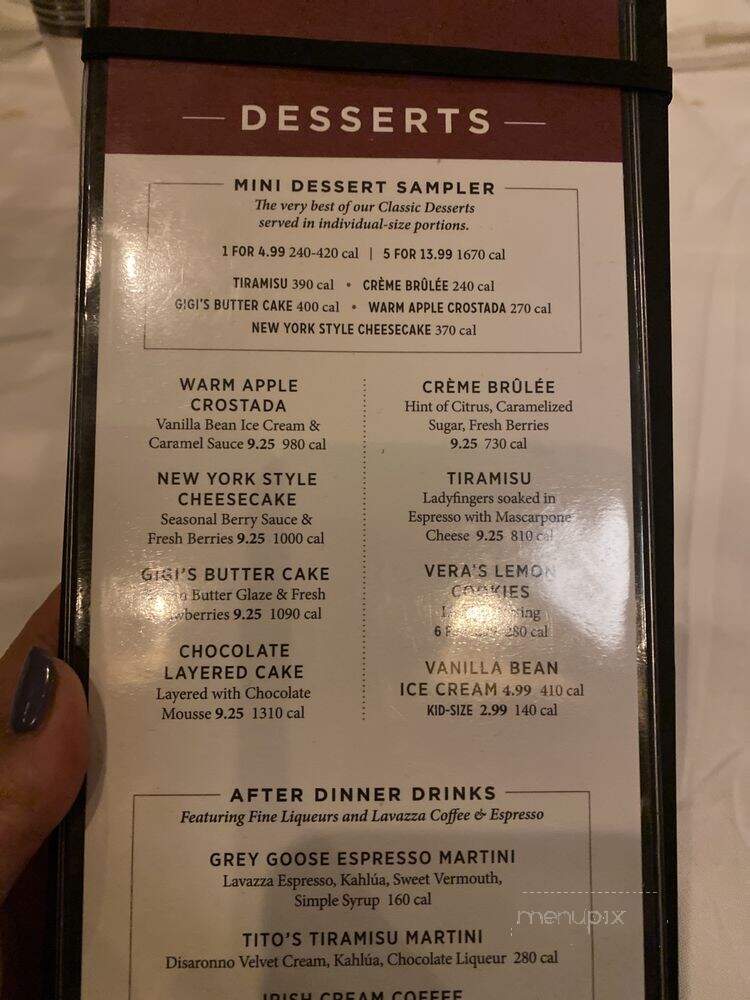 DESSERTS
MINI DESSERT SAMPLER
The very best of our Classic Desserts
served in individual-size portions.
1 FOR 4.99 240-420 cal | 5 FOR 13.99 1670 cal
TIRAMISU 390 cal • CRÈME BRÛLÉE 240 cal
GIGI'S BUTTER CAKE 400 cal • WARM APPLE CROSTADA 270 cal
NEW YORK STYLE CHEESECAKE 370 cal
WARM APPLE
CROSTADA
Vanilla Bean Ice Cream &
Caramel Sauce 9.25 980 cal
NEW YORK STYLE
CHEESECAKE
Seasonal Berry Sauce &
Fresh Berries 9.25 1000 cal
GIGI'S BUTTER CAKE
Butter Glaze & Fresh
9.25 1090 cal
CHOCOLATE
LAYERED CAKE
Layered with Chocolate
Mousse 9.25 1310 cal
CRÈME BRÛLÉE
Hint of Citrus, Caramelized
Sugar, Fresh Berries
9.25 730 cal
TIRAMISU
Ladyfingers soaked in
Espresso with Mascarpone
Cheese 9.25 810 cal
VERA'S LEMON
COOKIES
6 280 cal
VANILLA BEAN
ICE CREAM 4.99 410 cal
KID-SIZE 2.99 140 cal
AFTER DINNER DRINKS
Featuring Fine Liqueurs and Lavazza Coffee & Espresso
GREY GOOSE ESPRESSO MARTINI
Lavazza Espresso, Kahlúa, Sweet Vermouth,
Simple Syrup 160 cal
TITO'S TIRAMISU MARTINI
Disaronno Velvet Cream, Kahlúa, Chocolate Liqueur 280 cal
IRISH CREAM COFFEE
menupix